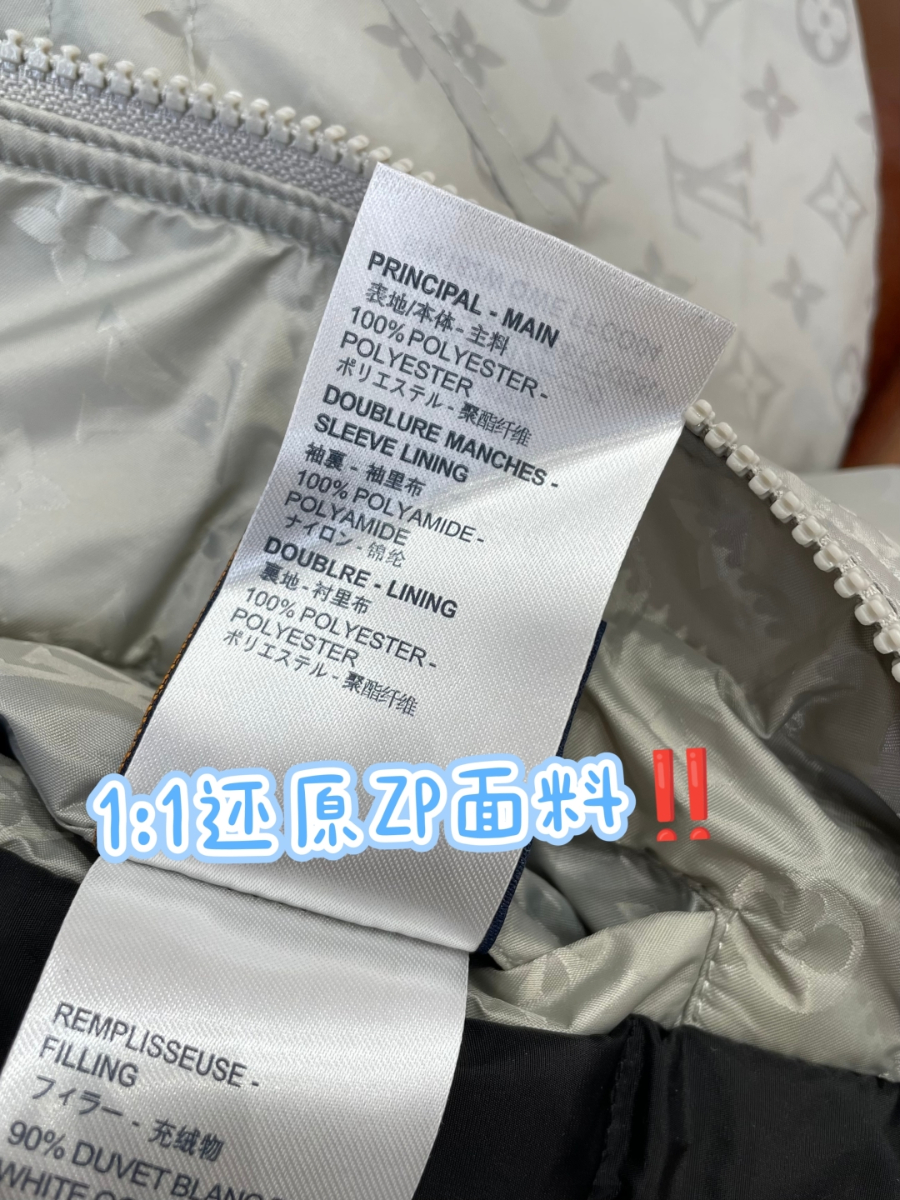 PRINCIPAL - MAIN
表地/本体 - 主料
100% POLYESTER -
POLYESTER
ポリエステル - 聚酯纤维
DOUBLURE MANCHES -
SLEEVE LINING
袖裏 - 袖里布
100% POLYAMIDE -
POLYAMIDE
ナイロン - 锦纶
DOUBLRE - LINING
裏地 - 衬里布
100% POLYESTER -
POLYESTER
ポリエステル - 聚酯纤维
1:1还原ZP面料‼
REMPLISSEUSE -
FILLING
フィラー - 充绒物
90% DUVET BLANC
WHITE